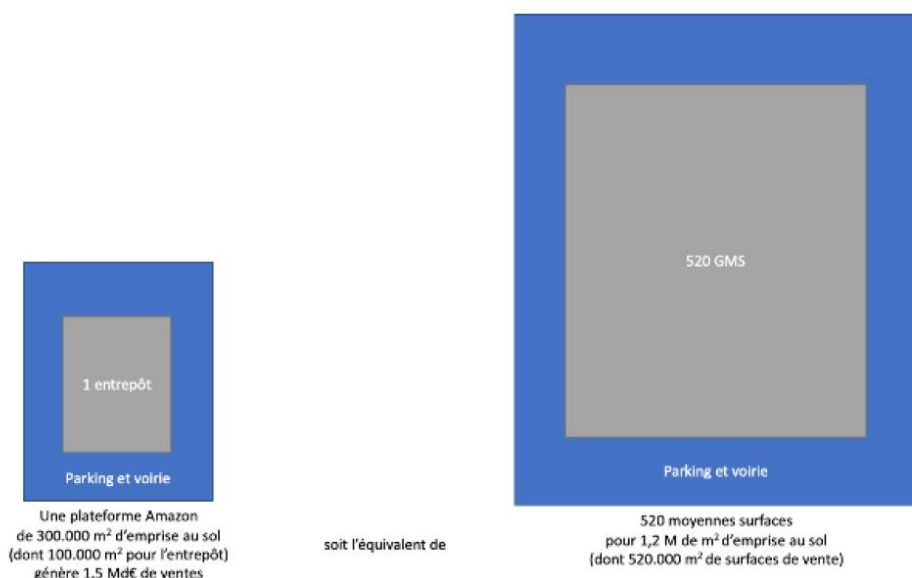 520 GMS
1 entrepôt
Parking et voirie
Parking et voirie
Une plateforme Amazon
de 300.000 m² d'emprise au sol
(dont 100.000 m² pour l'entrepôt)
génère 1,5 Md€ de ventes
soit l'équivalent de
520 moyennes surfaces
pour 1,2 M de m² d'emprise au sol
(dont 520.000 m² de surfaces de vente)